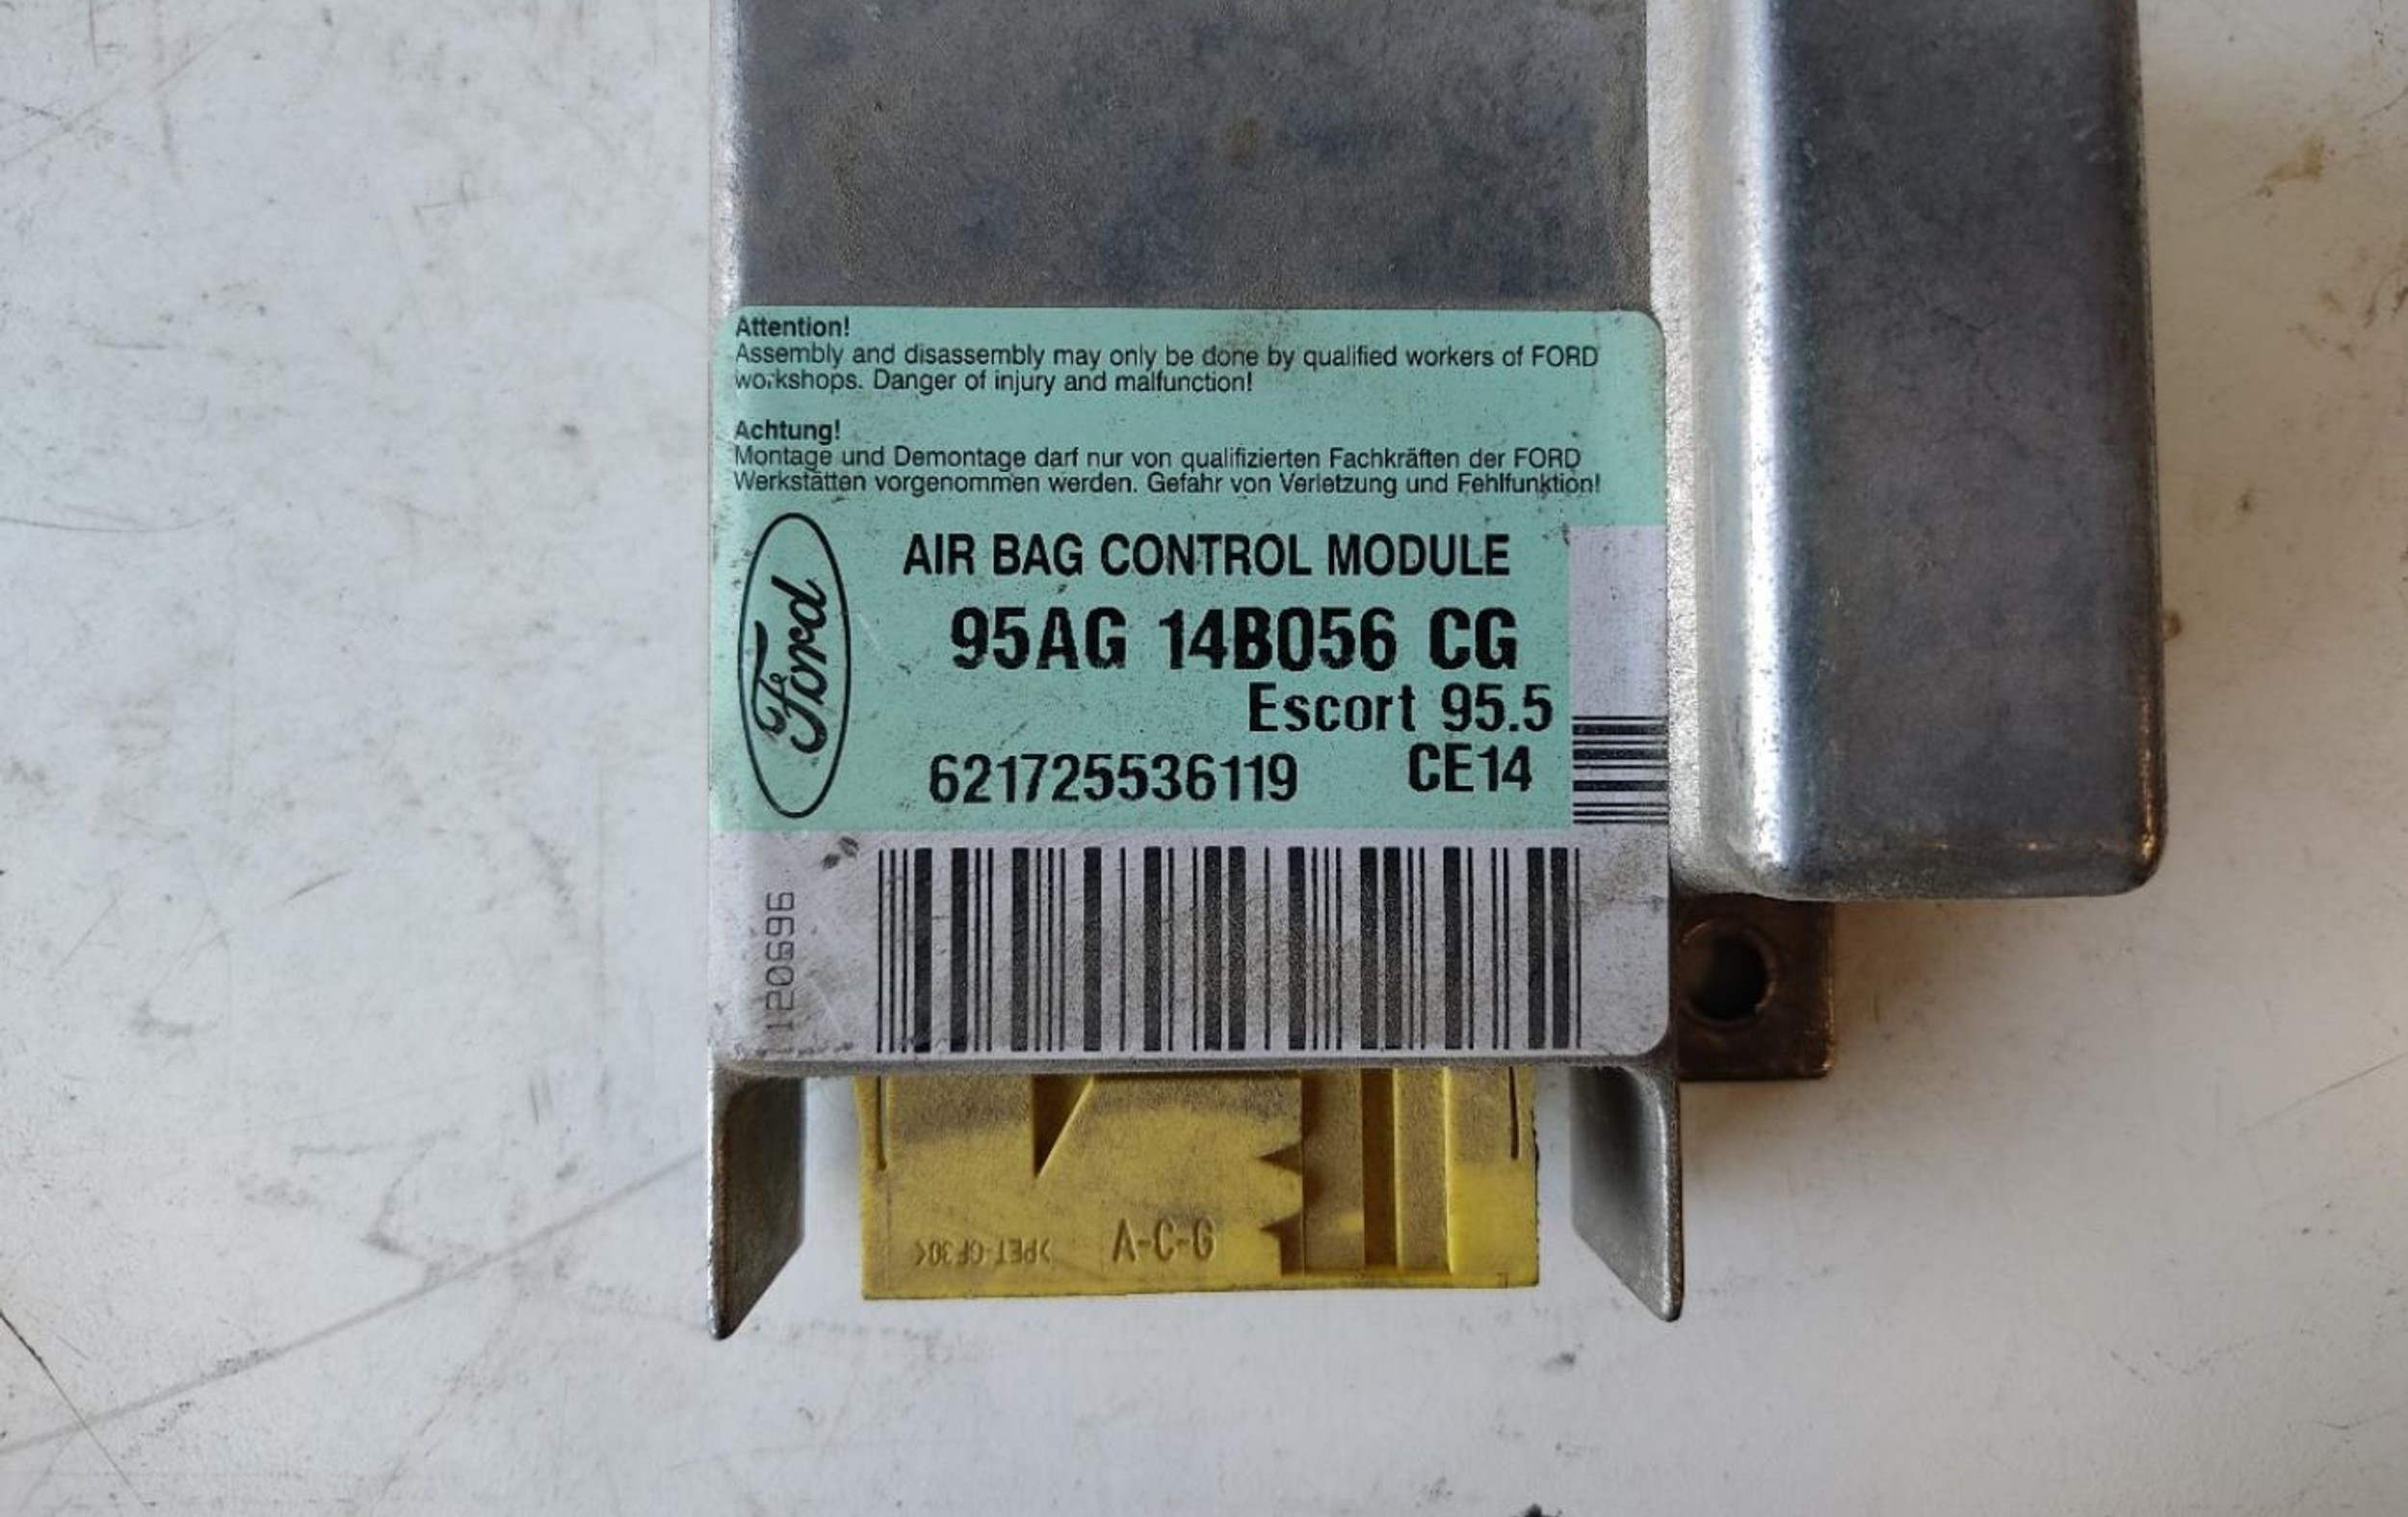 Attention!
Assembly and disassembly may only be done by qualified workers of FORD
workshops. Danger of injury and malfunction!
Achtung!
Montage und Demontage darf nur von qualifizierten Fachkräften der FORD
Werkstätten vorgenommen werden. Gefahr von Verletzung und Fehlfunktion!
Ford
AIR BAG CONTROL MODULE
95AG 14B056 CG
Escort 95.5
621725536119 CE14
120696
>PET-GF30<
A-C-G